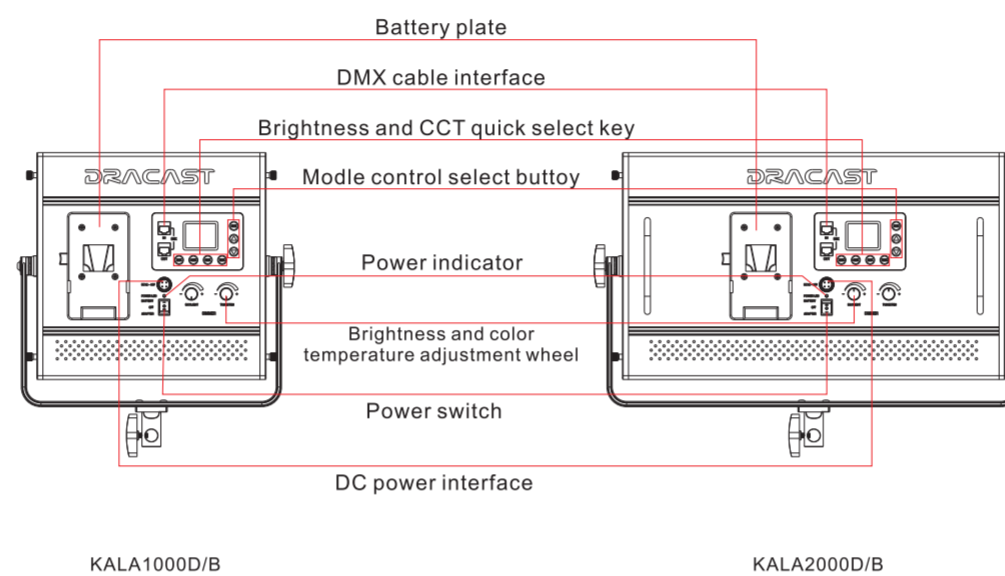 Battery plate
DMX cable interface
Brightness and CCT quick select key
DRACAST
DRACAST
Modle control select buttoy
Power indicator
Brightness and color
temperature adjustment wheel
Power switch
DC power interface
KALA1000D/B
KALA2000D/B